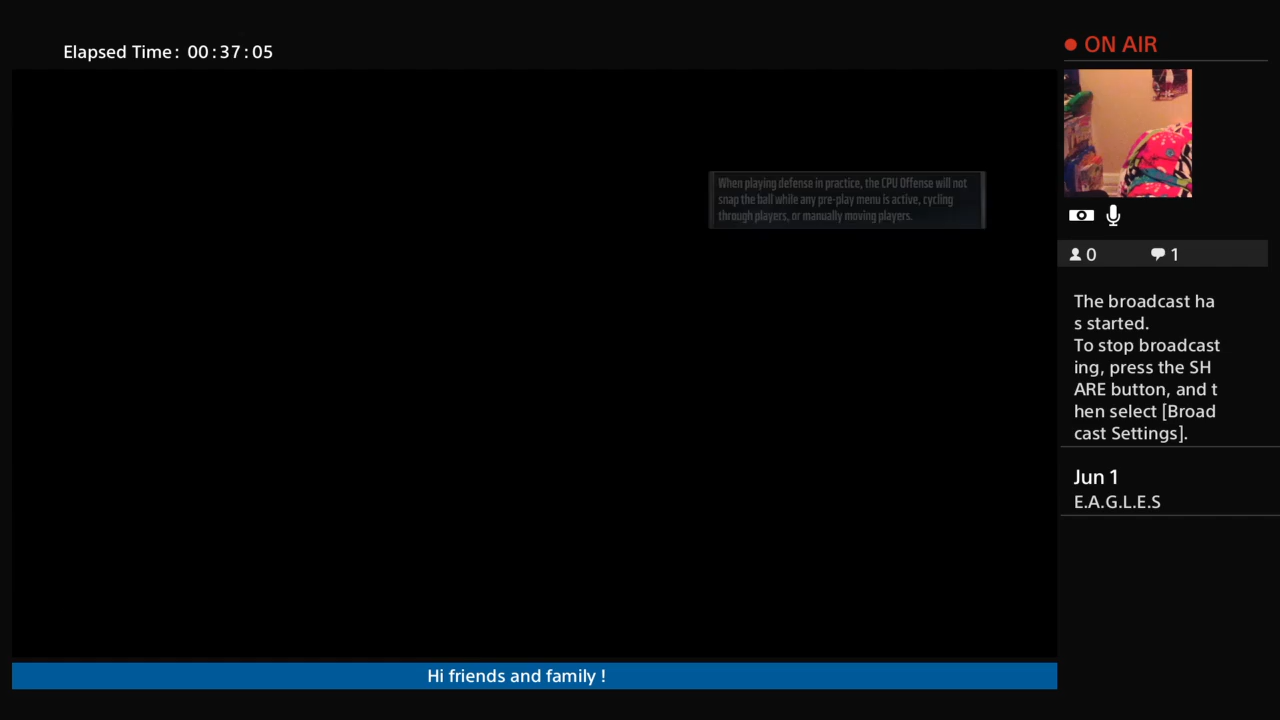 Elapsed Time: 00:37:05
ON AIR
When playing defense in practice, the CPU Offense will not
snap the ball while any pre-play menu is active, cycling
through players, or manually moving players.
0
1
The broadcast ha
s started.
To stop broadcast
ing, press the SH
ARE button, and t
hen select [Broad
cast Settings].
Jun 1
E.A.G.L.E.S
Hi friends and family !